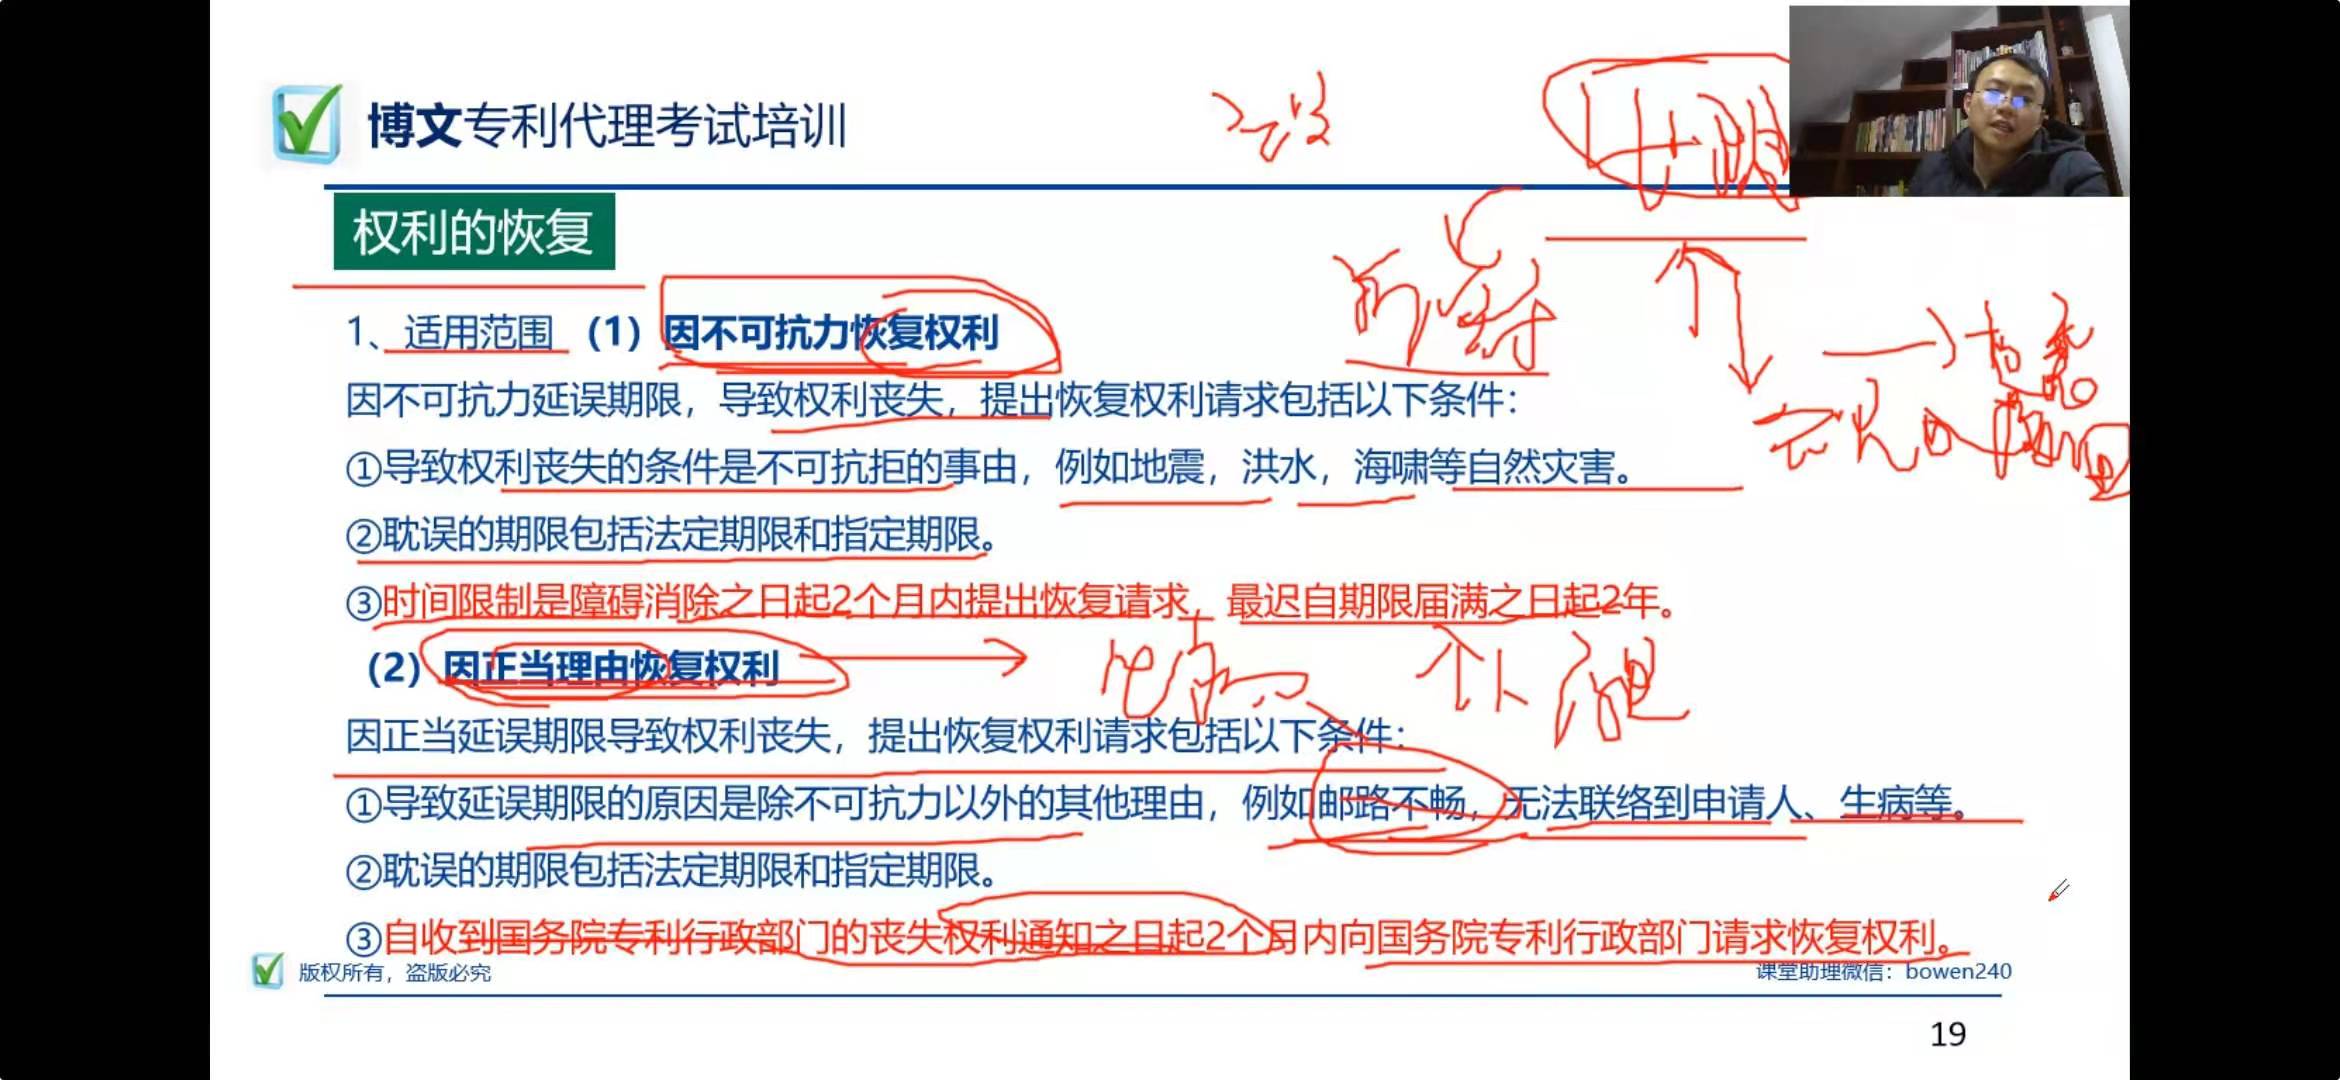 博文专利代理考试培训
权利的恢复
1、适用范围（1）因不可抗力恢复权利
因不可抗力延误期限，导致权利丧失，提出恢复权利请求包括以下条件：
①导致权利丧失的条件是不可抗拒的事由，例如地震，洪水，海啸等自然灾害。
②耽误的期限包括法定期限和指定期限。
③时间限制是障碍消除之日起2个月内提出恢复请求，最迟自期限届满之日起2年。
（2）因正当理由恢复权利
因正当延误期限导致权利丧失，提出恢复权利请求包括以下条件：
①导致延误期限的原因是除不可抗力以外的其他理由，例如邮路不畅，无法联络到申请人、生病等。
②耽误的期限包括法定期限和指定期限。
③自收到国务院专利行政部门的丧失权利通知之日起2个月内向国务院专利行政部门请求恢复权利。
版权所有，盗版必究
课堂助理微信：bowen240
19